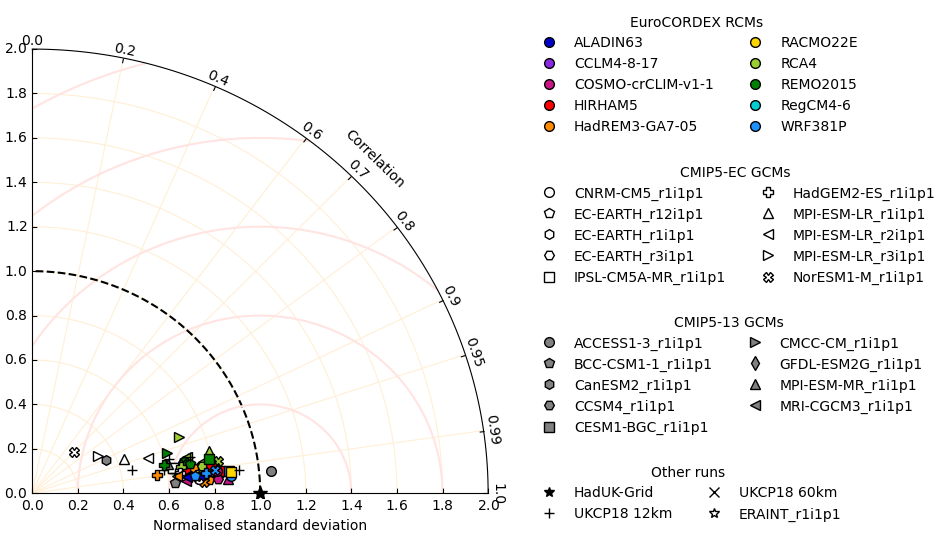 EuroCORDEX RCMs
ALADIN63 RACMO22E
CCLM4-8-17 RCA4
COSMO-crCLIM-v1-1 REMO2015
HIRHAM5 RegCM4-6
HadREM3-GA7-05 WRF381P
CMIP5-EC GCMs
CNRM-CM5_r1i1p1 HadGEM2-ES_r1i1p1
EC-EARTH_r12i1p1 MPI-ESM-LR_r1i1p1
EC-EARTH_r1i1p1 MPI-ESM-LR_r2i1p1
EC-EARTH_r3i1p1 MPI-ESM-LR_r3i1p1
IPSL-CM5A-MR_r1i1p1 NorESM1-M_r1i1p1
CMIP5-13 GCMs
ACCESS1-3_r1i1p1 CMCC-CM_r1i1p1
BCC-CSM1-1_r1i1p1 GFDL-ESM2G_r1i1p1
CanESM2_r1i1p1 MPI-ESM-MR_r1i1p1
CCSM4_r1i1p1 MRI-CGCM3_r1i1p1
CESM1-BGC_r1i1p1
Other runs
HadUK-Grid UKCP18 60km
UKCP18 12km ERAINT_r1i1p1
0.0
0.2
0.4
0.6
0.7
0.8
0.9
0.95
0.99
1.0
Correlation
2.0
1.8
1.6
1.4
1.2
1.0
0.8
0.6
0.4
0.2
0.0
0.0 0.2 0.4 0.6 0.8 1.0 1.2 1.4 1.6 1.8 2.0
Normalised standard deviation